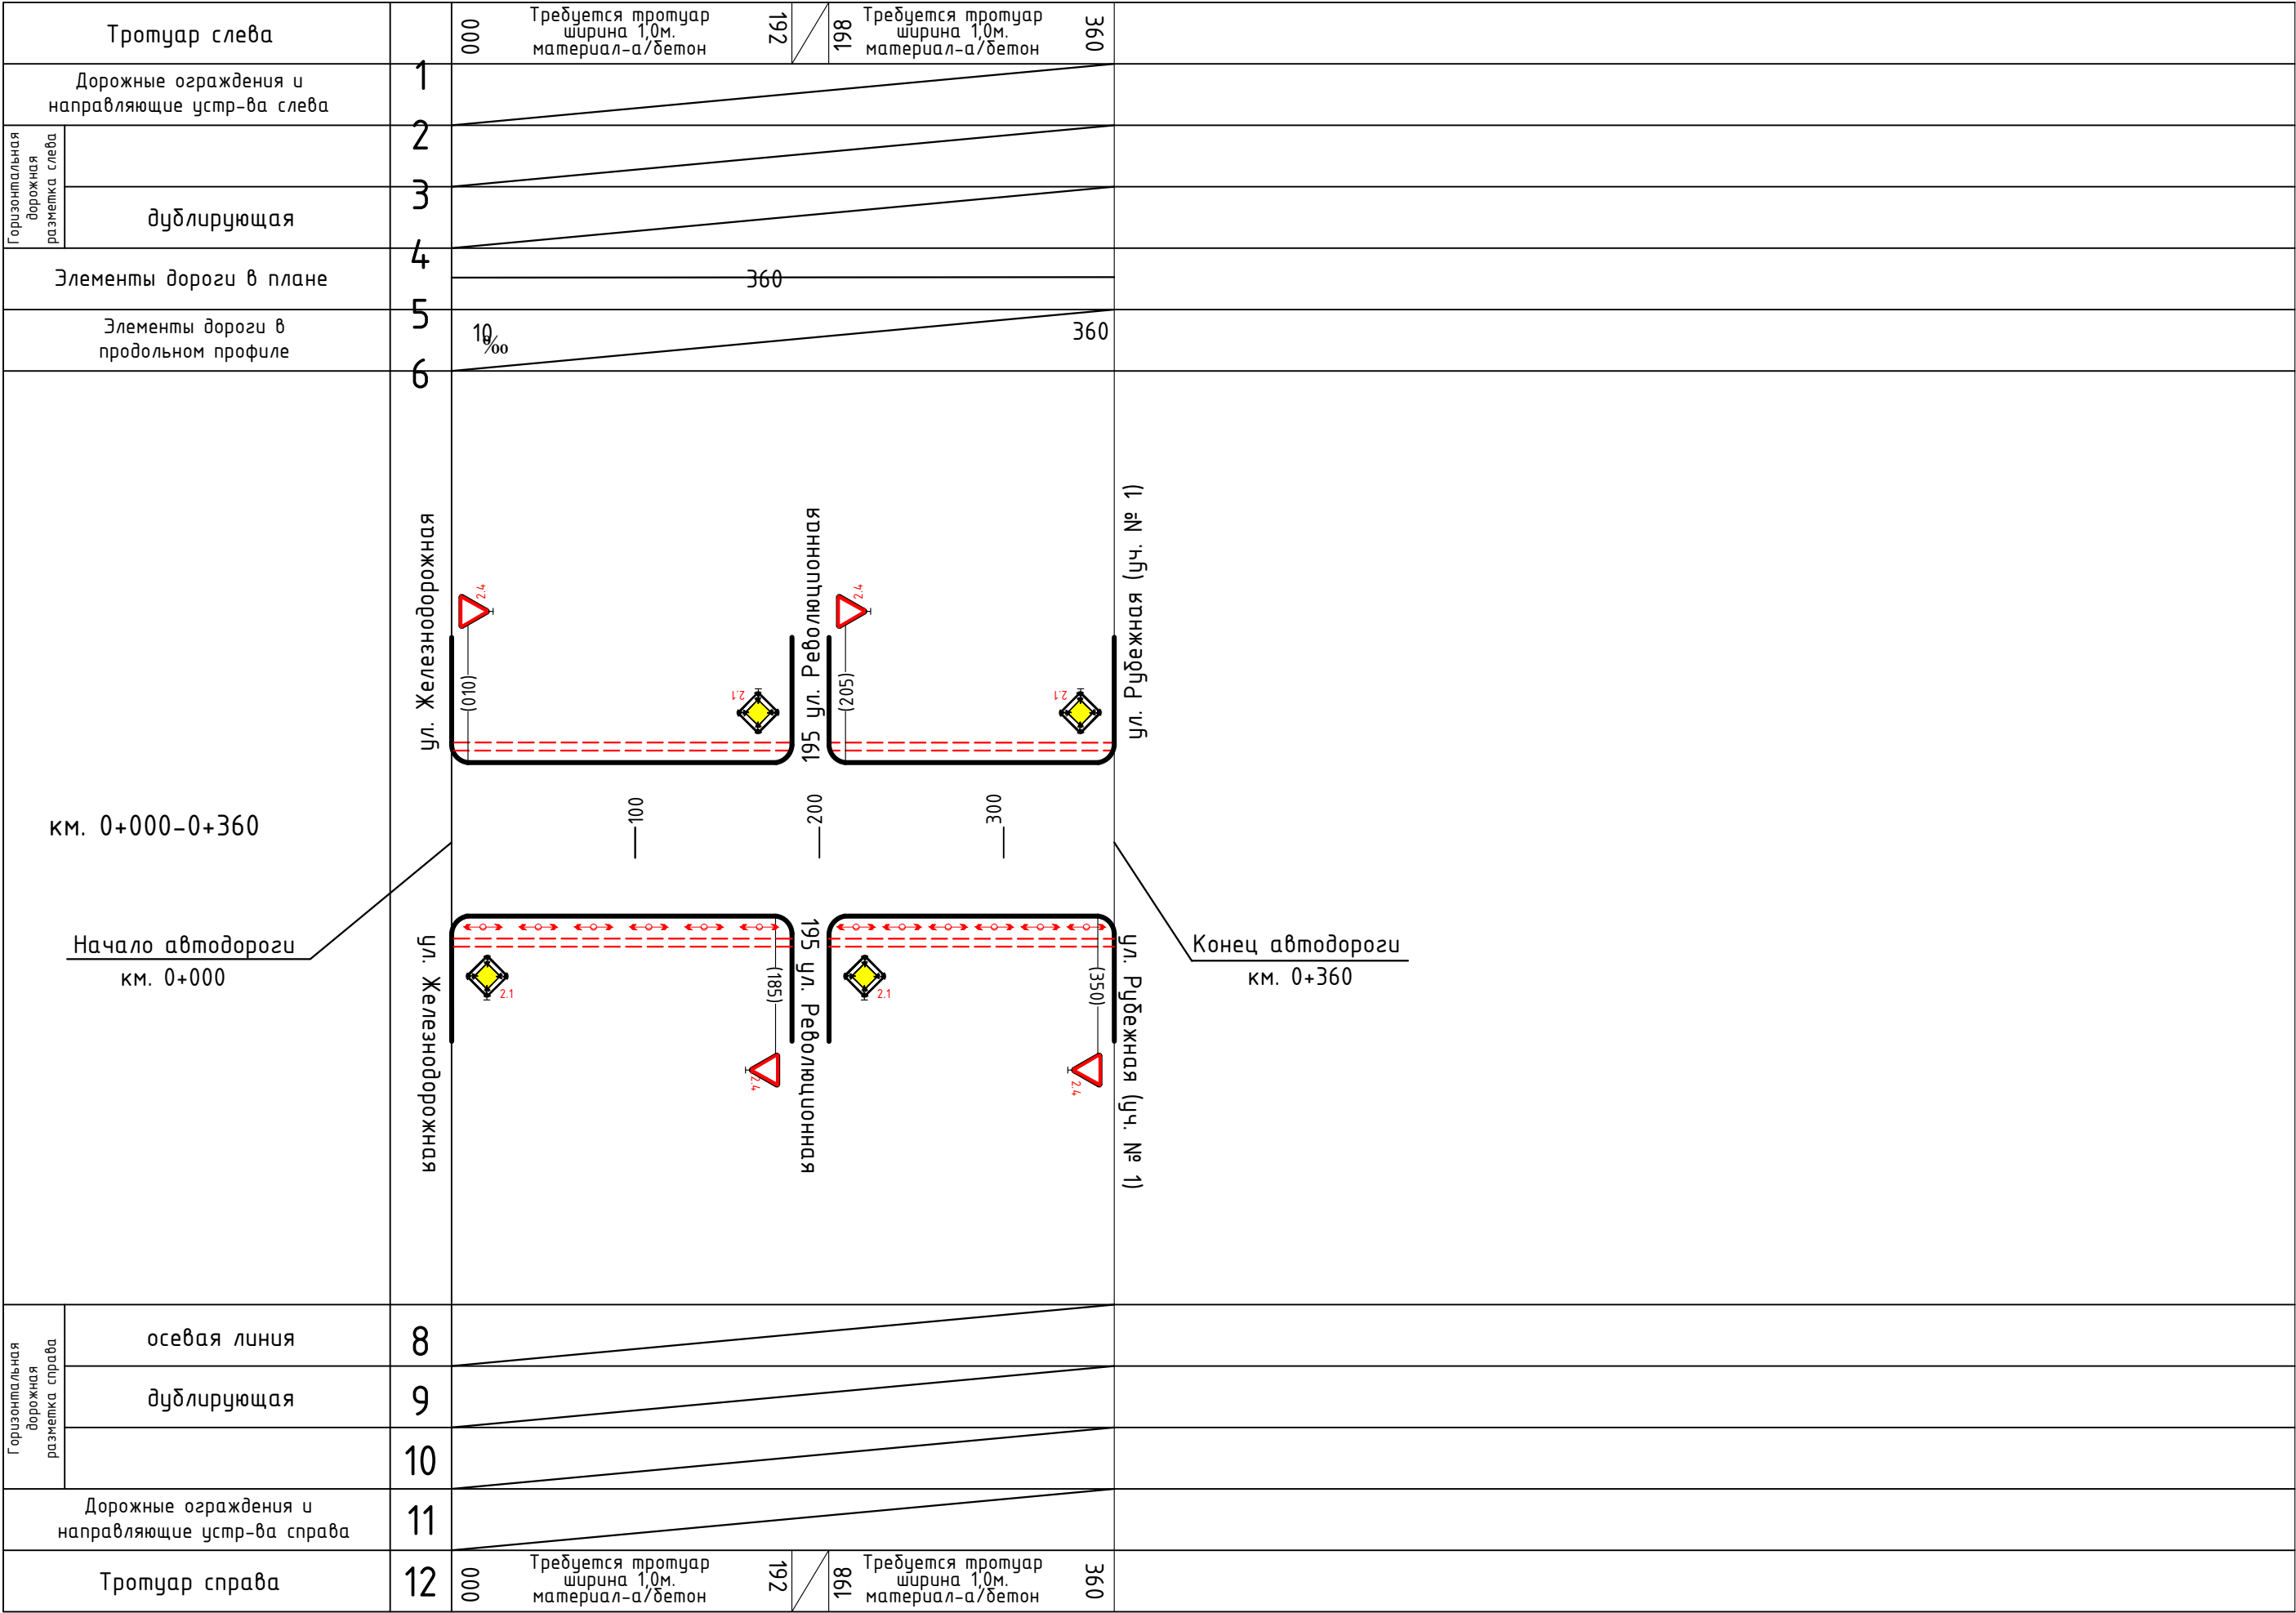 Тротуар слева
1
000
Требуется тротуар
ширина 1,0м.
материал-а/бетон
192
198
Требуется тротуар
ширина 1,0м.
материал-а/бетон
360
Дорожные ограждения и
направляющие устр-ва слева
2
Горизонтальная
дорожная
разметка слева
3
дублирующая
4
Элементы дороги в плане
360
5
Элементы дороги в
продольном профиле
10
‰
360
6
ул. Железнодорожная
2.4
(010)
2.1
195 ул. Революционная
2.4
(205)
2.1
ул. Рубежная (уч. № 1)
км. 0+000-0+360
100
200
300
Начало автодороги
км. 0+000
ул. Железнодорожная
2.1
(185)
2.4
195 ул. Революционная
2.1
(350)
2.4
ул. Рубежная (уч. № 1)
Конец автодороги
км. 0+360
Горизонтальная
дорожная
разметка справа
осевая линия
8
дублирующая
9
10
Дорожные ограждения и
направляющие устр-ва справа
11
Тротуар справа
12
000
Требуется тротуар
ширина 1,0м.
материал-а/бетон
192
198
Требуется тротуар
ширина 1,0м.
материал-а/бетон
360